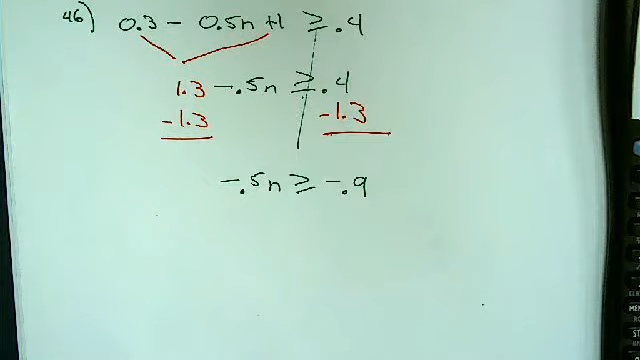 46) 0.3 - 0.5n +1 ≥ .4
1.3 -.5n ≥ .4
-1.3 -1.3
-.5n ≥ -.9